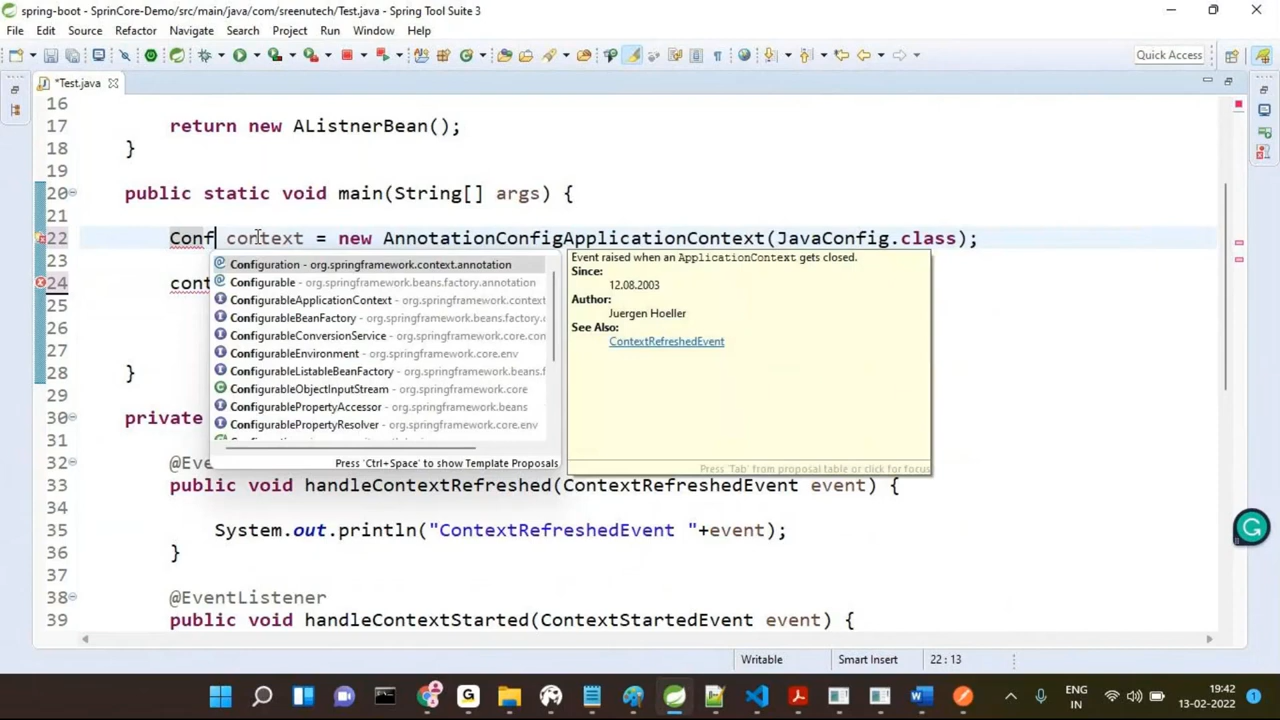 spring-boot - SprinCore-Demo/src/main/java/com/sreenutech/Test.java - Spring Tool Suite 3
File Edit Source Refactor Navigate Search Project Run Window Help
Quick Access
*Test.java
16
17 return new AListnerBean();
18 }
19
20 public static void main(String[] args) {
21
22 Conf context = new AnnotationConfigApplicationContext(JavaConfig.class);
23
24 cont
25
26
27
28 }
29
30 private
31
32 @Eve
33 public void handleContextRefreshed(ContextRefreshedEvent event) {
34
35 System.out.println("ContextRefreshedEvent "+event);
36 }
37
38 @EventListener
39 public void handleContextStarted(ContextStartedEvent event) {
Configuration - org.springframework.context.annotation
Configurable - org.springframework.beans.factory.annotation
ConfigurableApplicationContext - org.springframework.context
ConfigurableBeanFactory - org.springframework.beans.factory.
ConfigurableConversionService - org.springframework.core.con
ConfigurableEnvironment - org.springframework.core.env
ConfigurableListableBeanFactory - org.springframework.beans.f
ConfigurableObjectInputStream - org.springframework.core
ConfigurablePropertyAccessor - org.springframework.beans
ConfigurablePropertyResolver - org.springframework.core.env
Press 'Ctrl+Space' to show Template Proposals
Event raised when an ApplicationContext gets closed.
Since:
12.08.2003
Author:
Juergen Hoeller
See Also:
ContextRefreshedEvent
Press 'Tab' from proposal table or click for focus
Writable Smart Insert 22 : 13
ENG
IN
19:42
13-02-2022